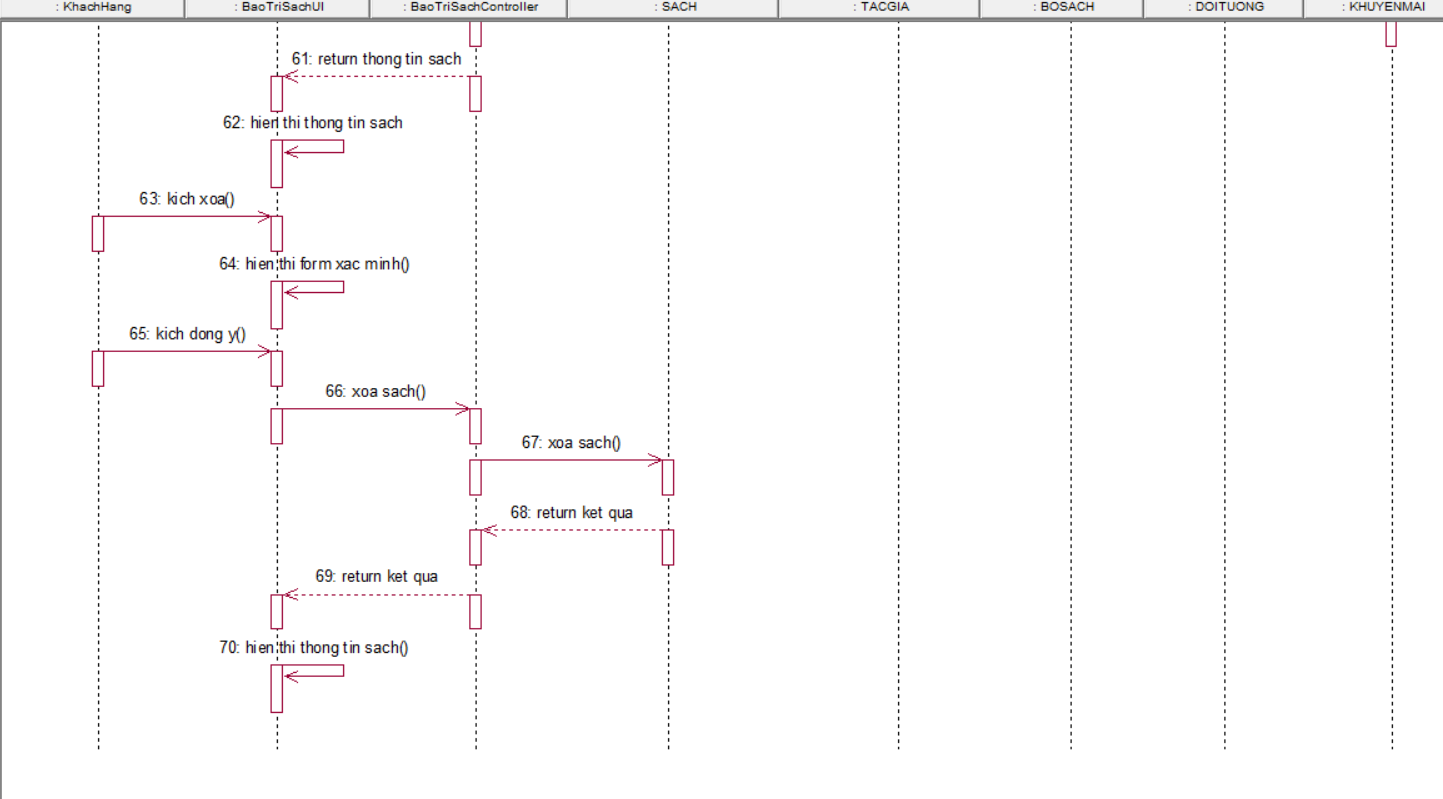 : KhachHang
: BaoTriSachUI
: BaoTriSachController
: SACH
: TACGIA
: BOSACH
: DOITUONG
: KHUYENMAI
61: return thong tin sach
62: hien thi thong tin sach
63: kich xoa()
64: hien thi form xac minh()
65: kich dong y()
66: xoa sach()
67: xoa sach()
68: return ket qua
69: return ket qua
70: hien thi thong tin sach()